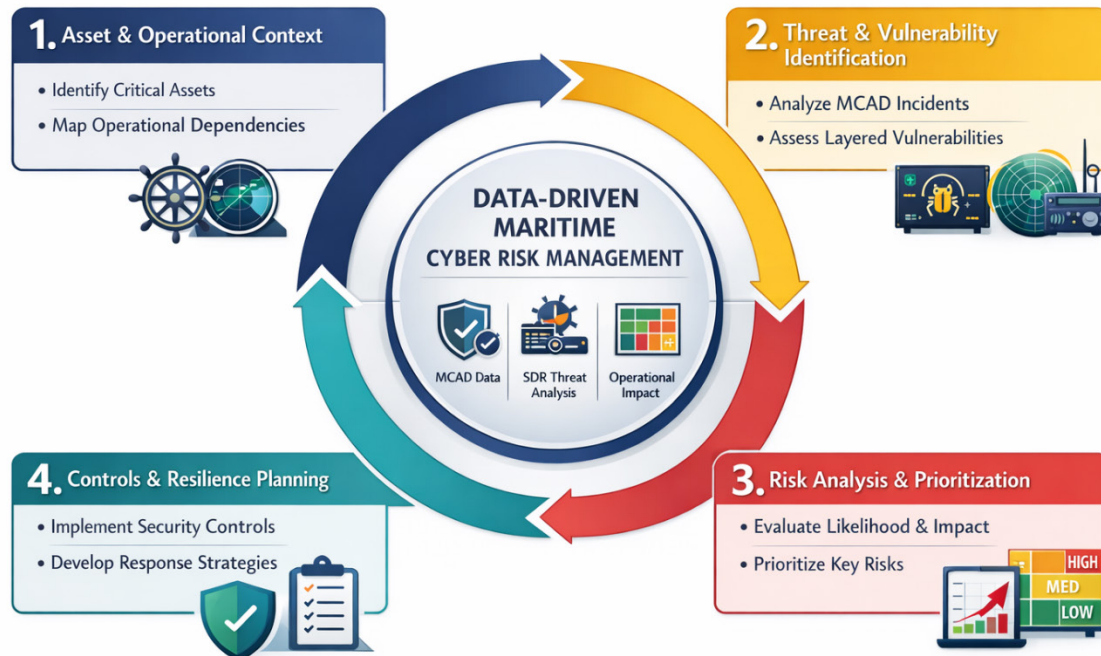 1. Asset & Operational Context
• Identify Critical Assets
• Map Operational Dependencies
2. Threat & Vulnerability
Identification
• Analyze MCAD Incidents
• Assess Layered Vulnerabilities
DATA-DRIVEN
MARITIME
CYBER RISK MANAGEMENT
MCAD Data
SDR Threat
Analysis
Operational
Impact
4. Controls & Resilience Planning
• Implement Security Controls
• Develop Response Strategies
3. Risk Analysis & Prioritization
• Evaluate Likelihood & Impact
• Prioritize Key Risks
HIGH
MED
LOW